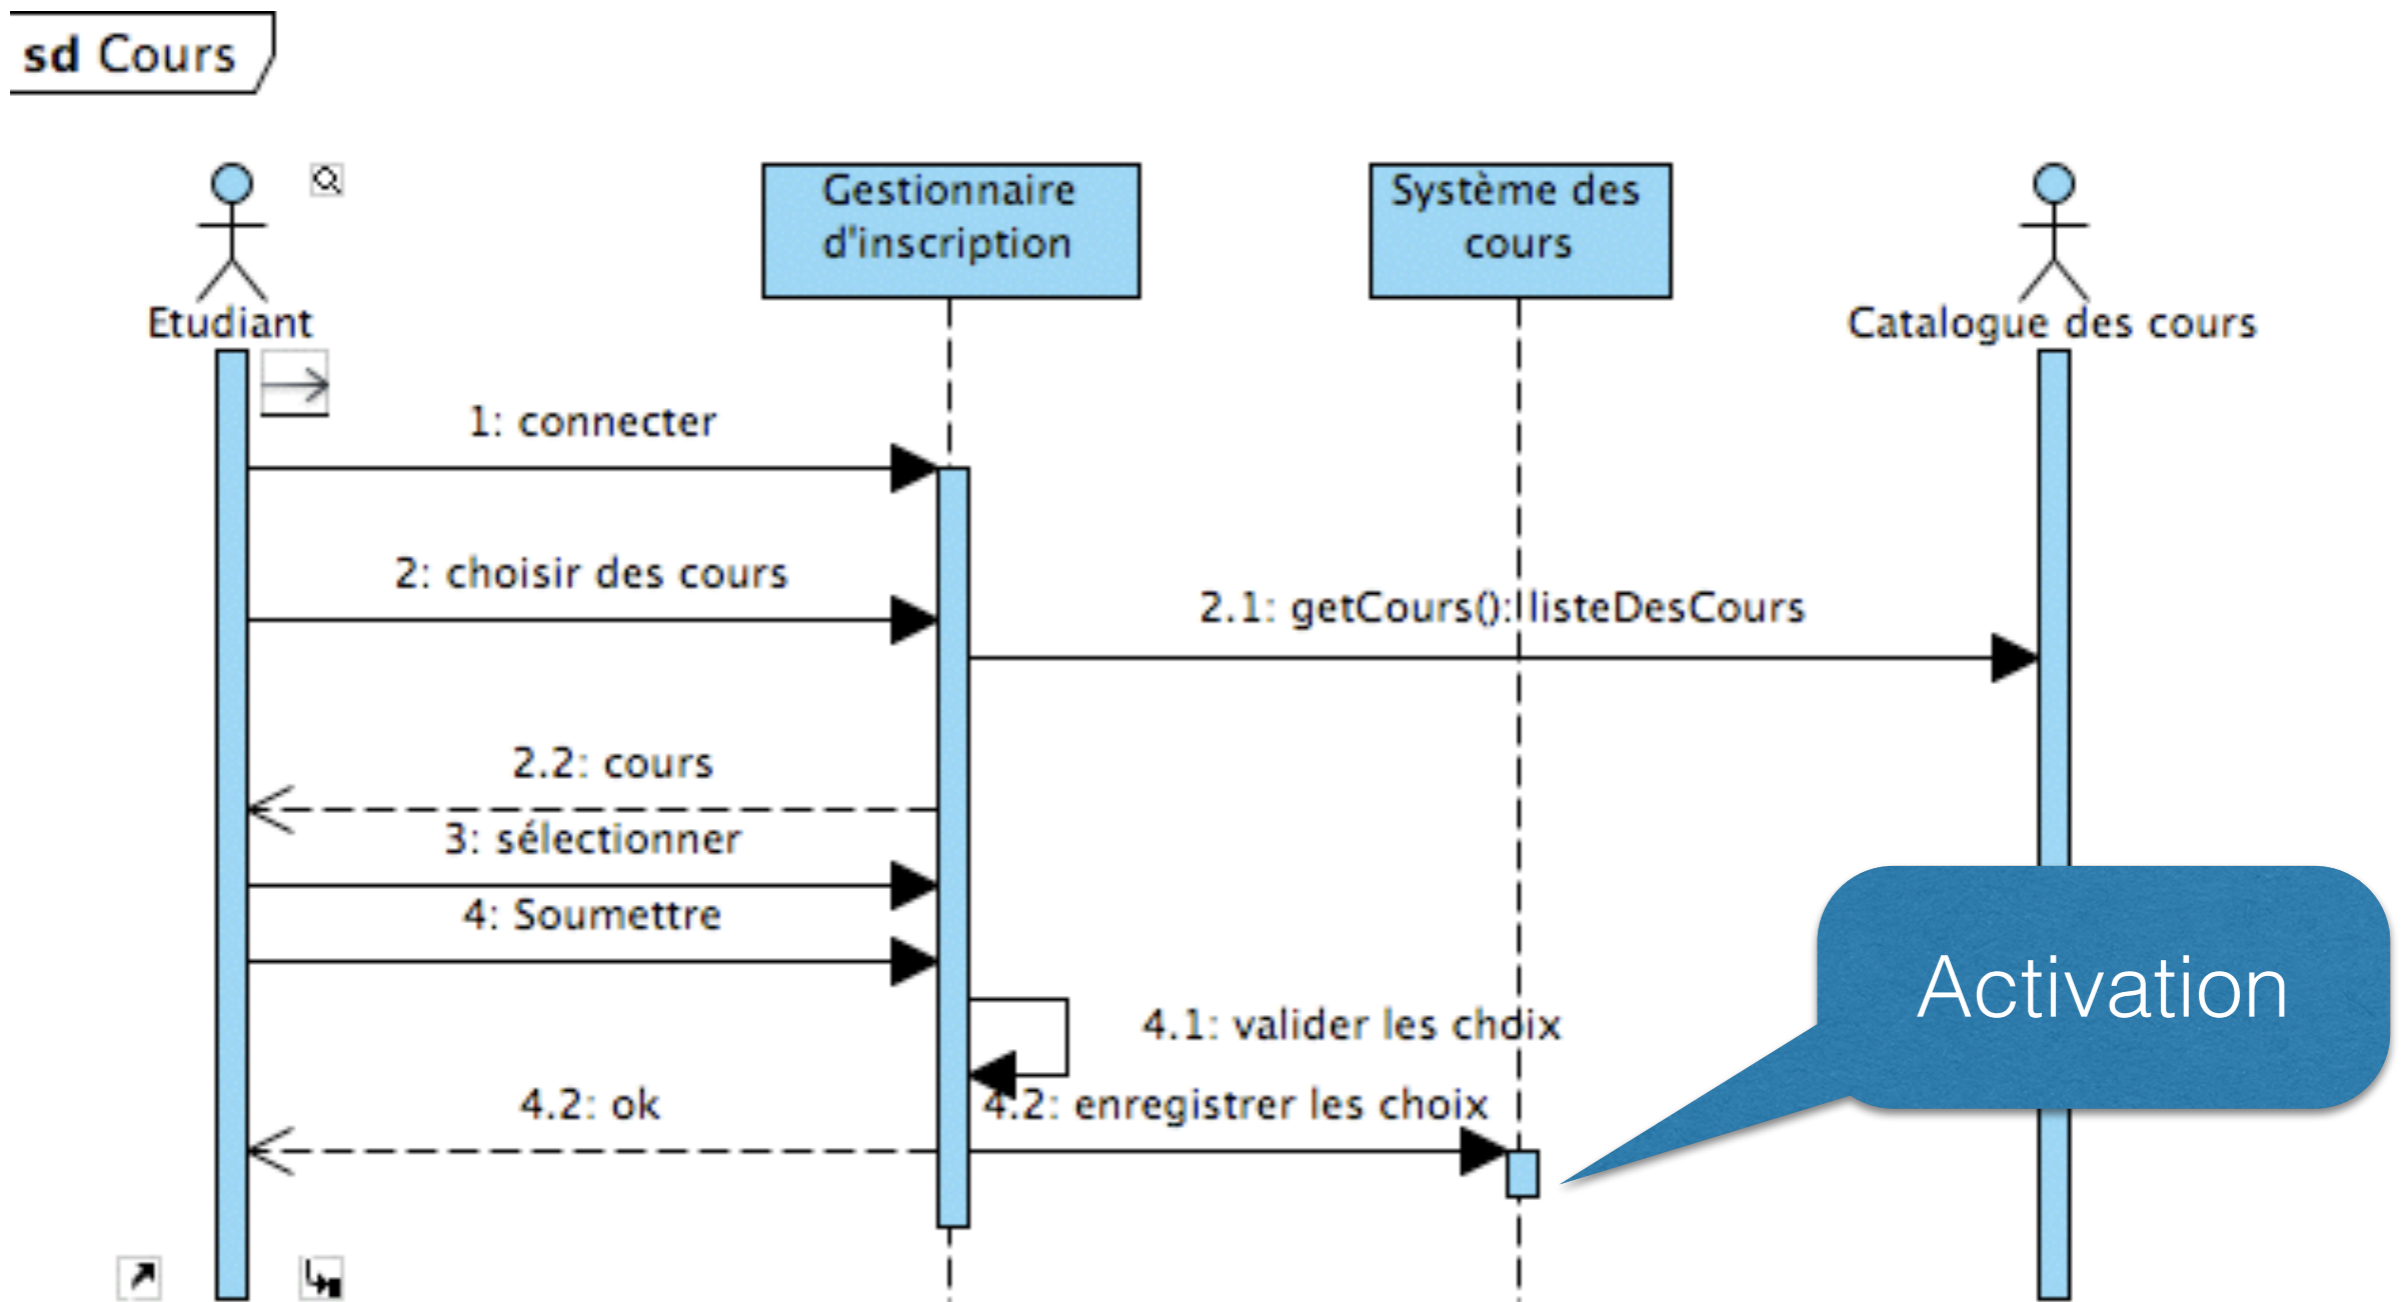 sd Cours
Gestionnaire
d'inscription
Système des
cours
Etudiant
Catalogue des cours
1: connecter
2: choisir des cours
2.1: getCours(): listeDesCours
2.2: cours
3: sélectionner
4: Soumettre
Activation
4.1: valider les choix
4.2: ok
4.2: enregistrer les choix